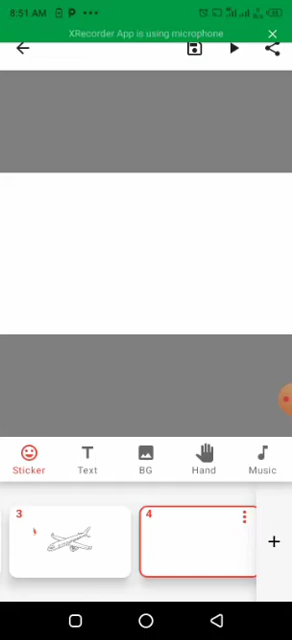 8:51 AM
XRecorder App is using microphone
Sticker
Text
BG
Hand
Music
3
4